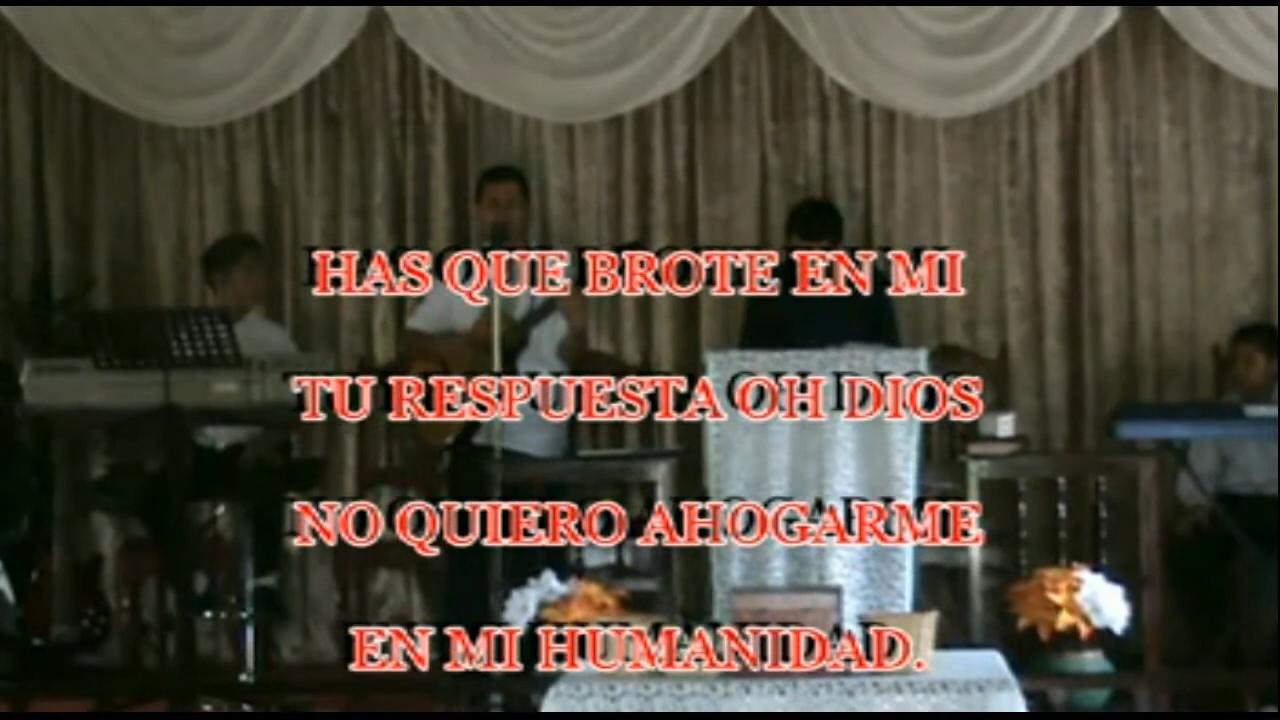 HAS QUE BROTE EN MI
TU RESPUESTA OH DIOS
NO QUIERO AHOGARME
EN MI HUMANIDAD.